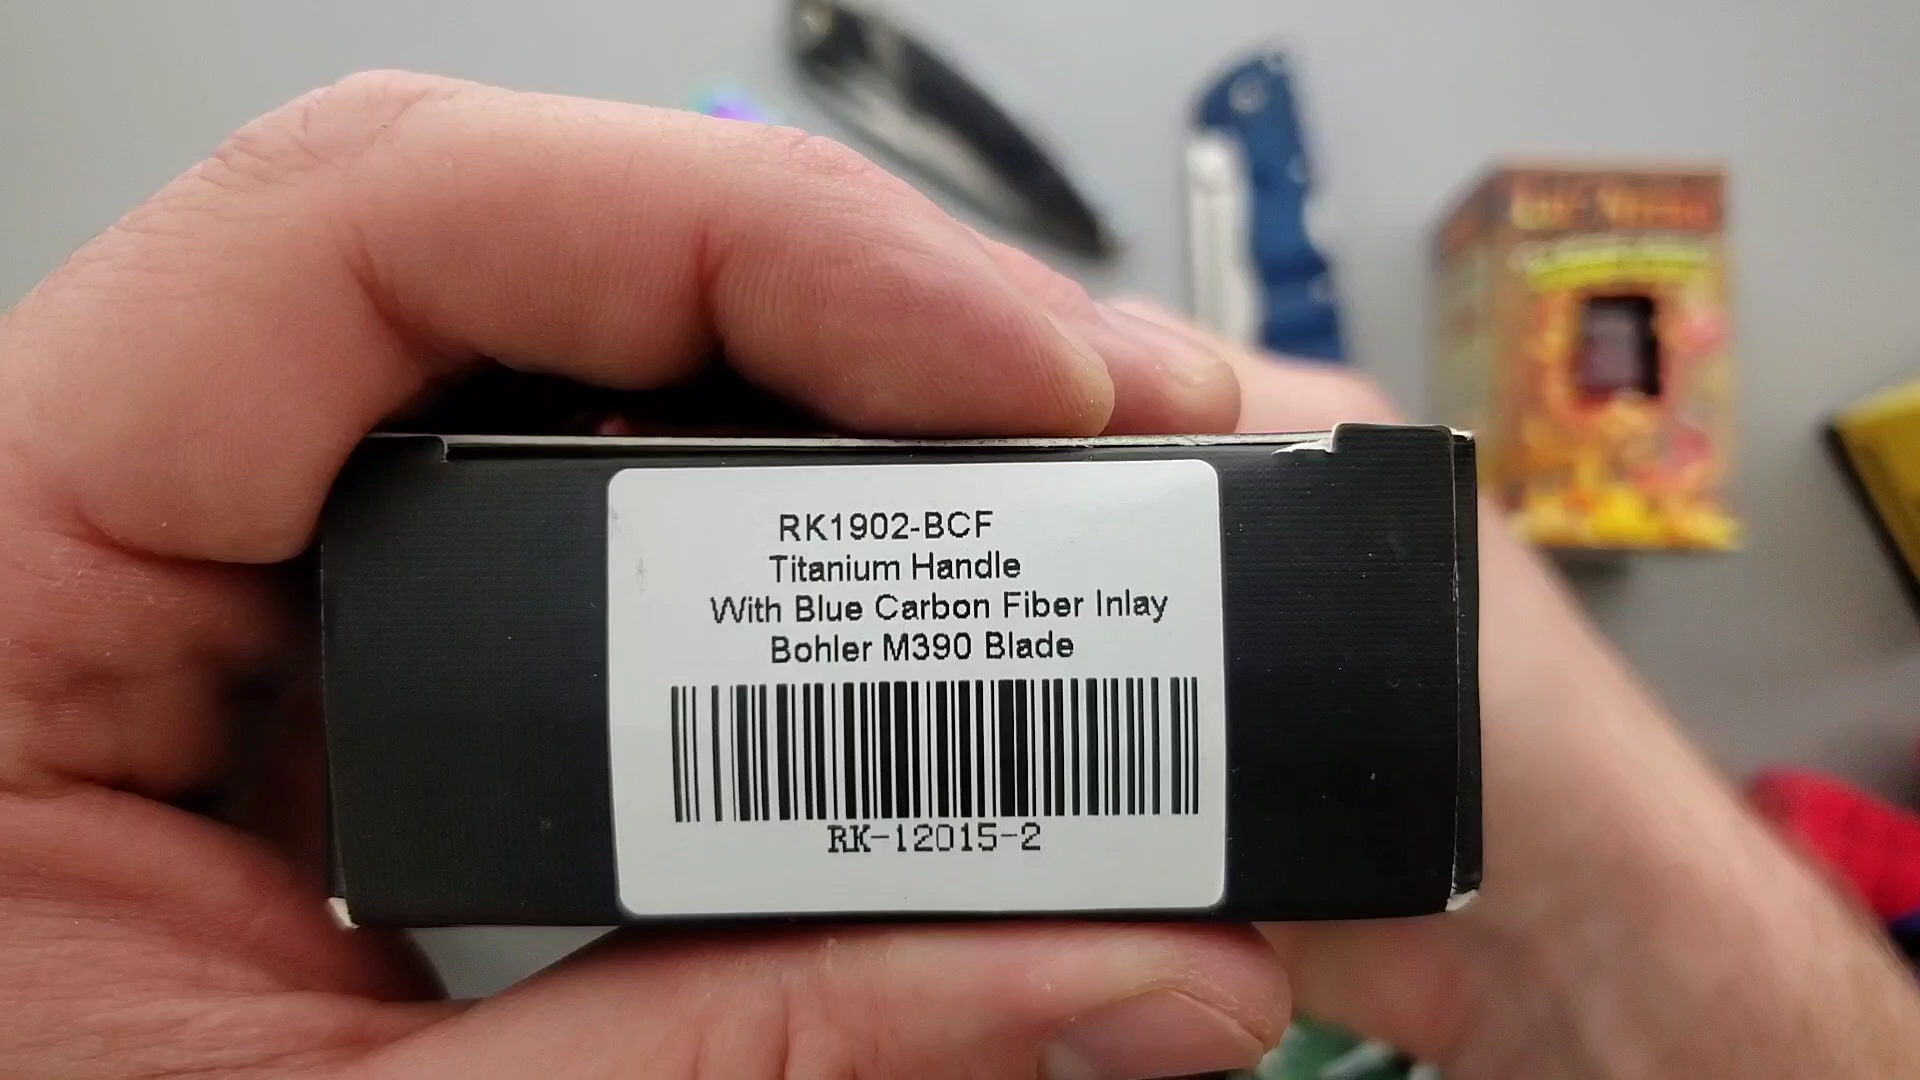 RK1902-BCF
Titanium Handle
With Blue Carbon Fiber Inlay
Bohler M390 Blade
RK-12015-2